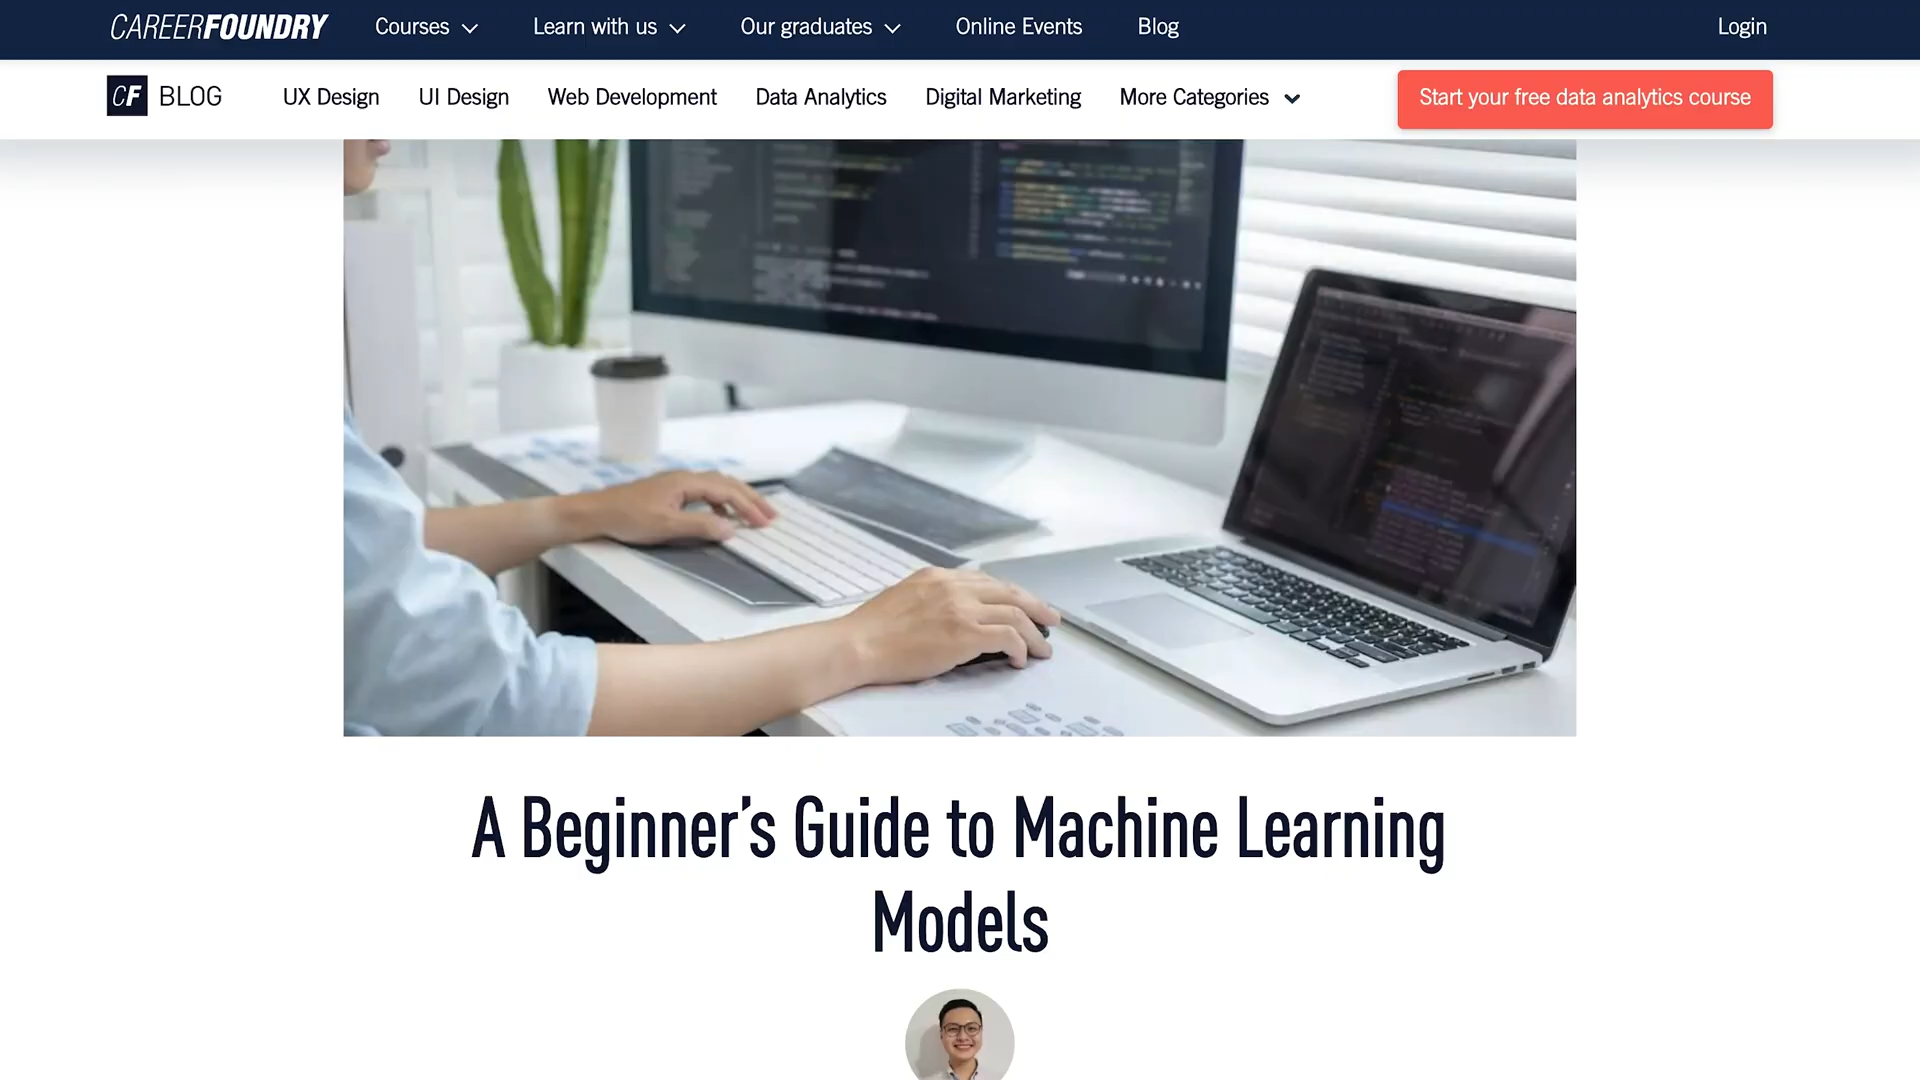 CAREERFOUNDRY Courses Learn with us Our graduates Online Events Blog Login
CF BLOG UX Design UI Design Web Development Data Analytics Digital Marketing More Categories Start your free data analytics course
A Beginner’s Guide to Machine Learning
Models